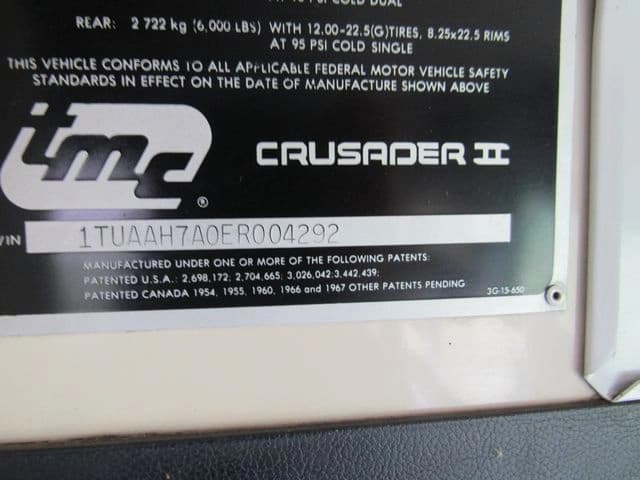 REAR: 2 722 kg (6,000 LBS) WITH 12.00-22.5(G)TIRES, 8.25x22.5 RIMS
AT 95 PSI COLD SINGLE
THIS VEHICLE CONFORMS TO ALL APPLICABLE FEDERAL MOTOR VEHICLE SAFETY
STANDARDS IN EFFECT ON THE DATE OF MANUFACTURE SHOWN ABOVE
tmc ®
CRUSADER II
VIN 1TUAAH7A0ER004292
MANUFACTURED UNDER ONE OR MORE OF THE FOLLOWING PATENTS:
PATENTED U.S.A.: 2,698,172; 2,704,665; 3,026,042; 3,442,439;
PATENTED CANADA 1954, 1955, 1960, 1966 and 1967 OTHER PATENTS PENDING
3G-15-650